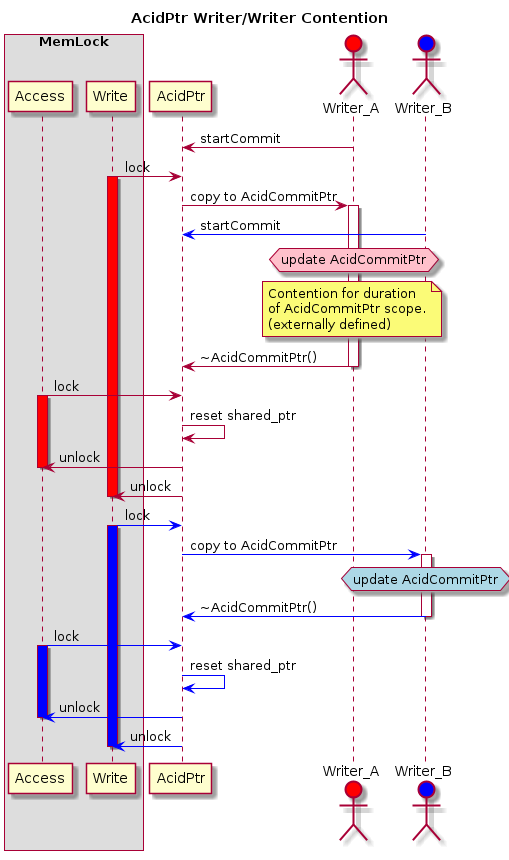 AcidPtr Writer/Writer Contention
MemLock
Access Write AcidPtr Writer_A Writer_B
startCommit
lock
copy to AcidCommitPtr
startCommit
update AcidCommitPtr
Contention for duration
of AcidCommitPtr scope.
(externally defined)
~AcidCommitPtr()
lock
reset shared_ptr
unlock
unlock
lock
copy to AcidCommitPtr
update AcidCommitPtr
~AcidCommitPtr()
lock
reset shared_ptr
unlock
unlock
Access Write AcidPtr Writer_A Writer_B